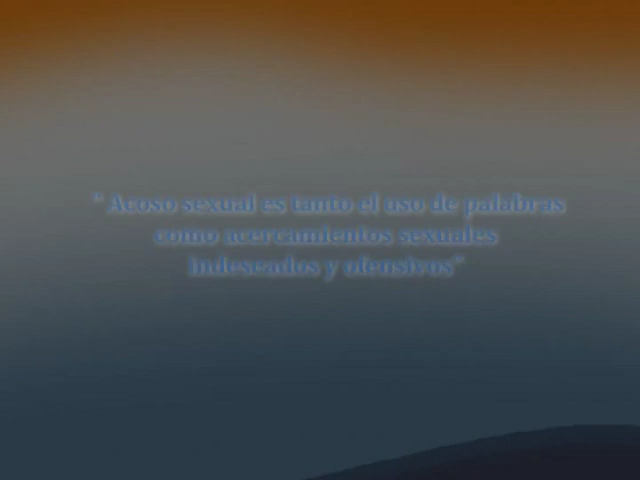 " Acoso sexual es tanto el uso de palabras
como acercamientos sexuales
indeseados y ofensivos"